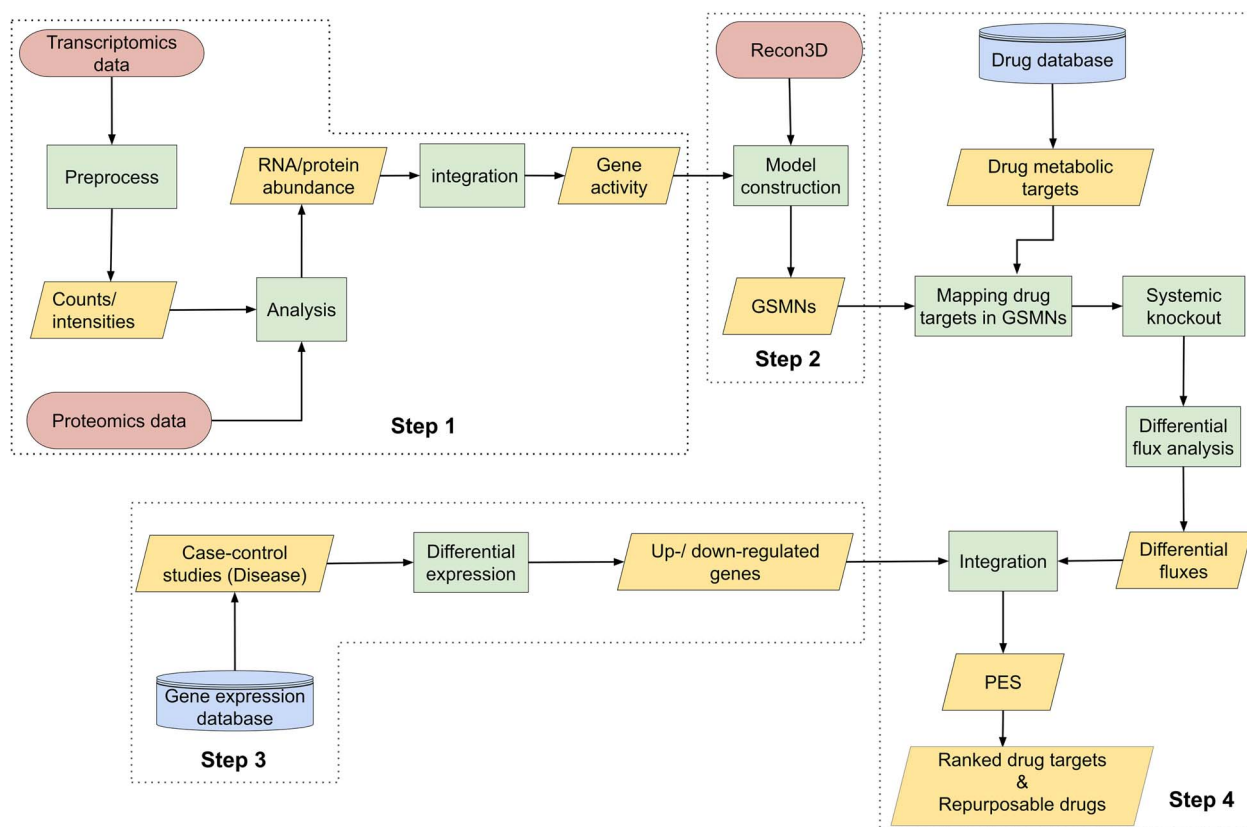 Transcriptomics
data
Preprocess
Counts/
intensities
Proteomics data
Analysis
RNA/protein
abundance
integration
Gene
activity
Step 1
Recon3D
Model
construction
GSMNs
Step 2
Case-control
studies (Disease)
Gene expression
database
Differential
expression
Up-/ down-regulated
genes
Step 3
Drug database
Drug metabolic
targets
Mapping drug
targets in GSMNs
Systemic
knockout
Differential
flux analysis
Differential
fluxes
Integration
PES
Ranked drug targets
&
Repurposable drugs
Step 4